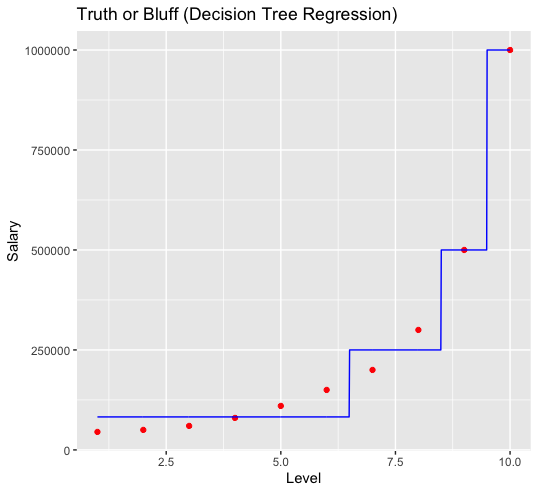 Truth or Bluff (Decision Tree Regression)
1000000
750000
500000
250000
0
Salary
2.5 5.0 7.5 10.0
Level